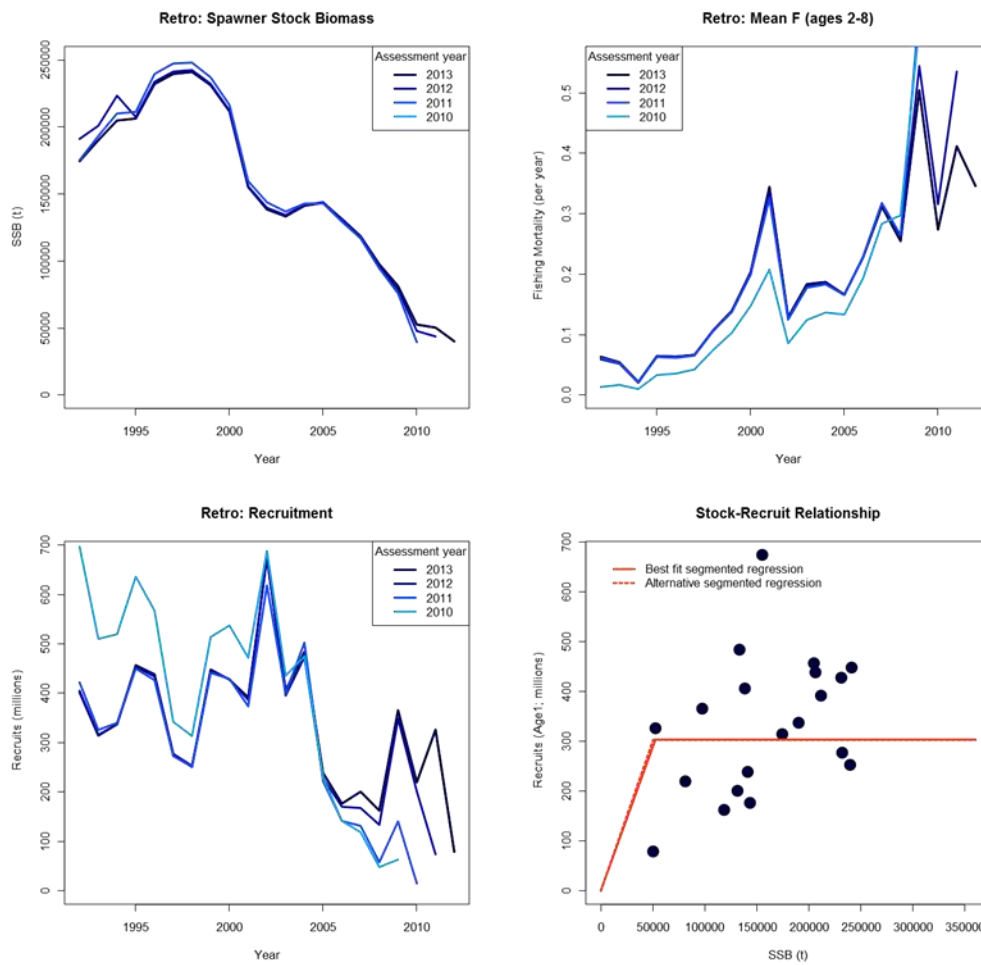 Retro: Spawner Stock Biomass
Assessment year
2013
2012
2011
2010
SSB (t)
250000
200000
150000
100000
50000
0
1995 2000 2005 2010
Year
Retro: Mean F (ages 2-8)
Assessment year
2013
2012
2011
2010
Fishing Mortality (per year)
0.5
0.4
0.3
0.2
0.1
0.0
1995 2000 2005 2010
Year
Retro: Recruitment
Assessment year
2013
2012
2011
2010
Recruits (millions)
700
600
500
400
300
200
100
0
1995 2000 2005 2010
Year
Stock-Recruit Relationship
Best fit segmented regression
Alternative segmented regression
Recruits (Age1; millions)
700
600
500
400
300
200
100
0
0 50000 100000 150000 200000 250000 300000 350000
SSB (t)